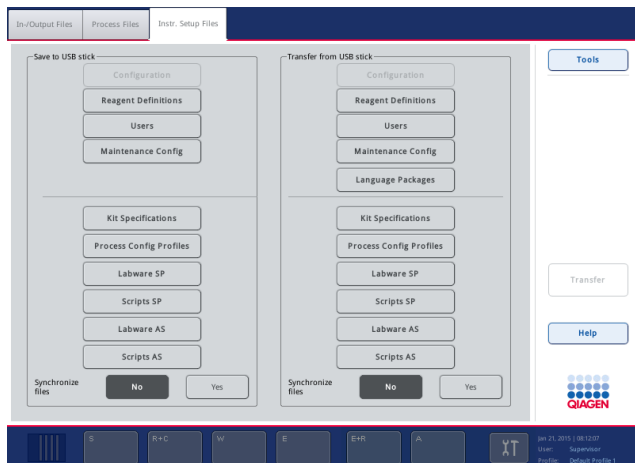 In-/Output Files
Process Files
Instr. Setup Files
Save to USB stick
Configuration
Reagent Definitions
Users
Maintenance Config
Kit Specifications
Process Config Profiles
Labware SP
Scripts SP
Labware AS
Scripts AS
Synchronize
files
No
Yes
Transfer from USB stick
Configuration
Reagent Definitions
Users
Maintenance Config
Language Packages
Kit Specifications
Process Config Profiles
Labware SP
Scripts SP
Labware AS
Scripts AS
Synchronize
files
No
Yes
Tools
Transfer
Help
QIAGEN
S
R+C
W
E
E+R
A
Jan 21, 2015 | 08:12:07
User: Supervisor
Profile: Default Profile 1